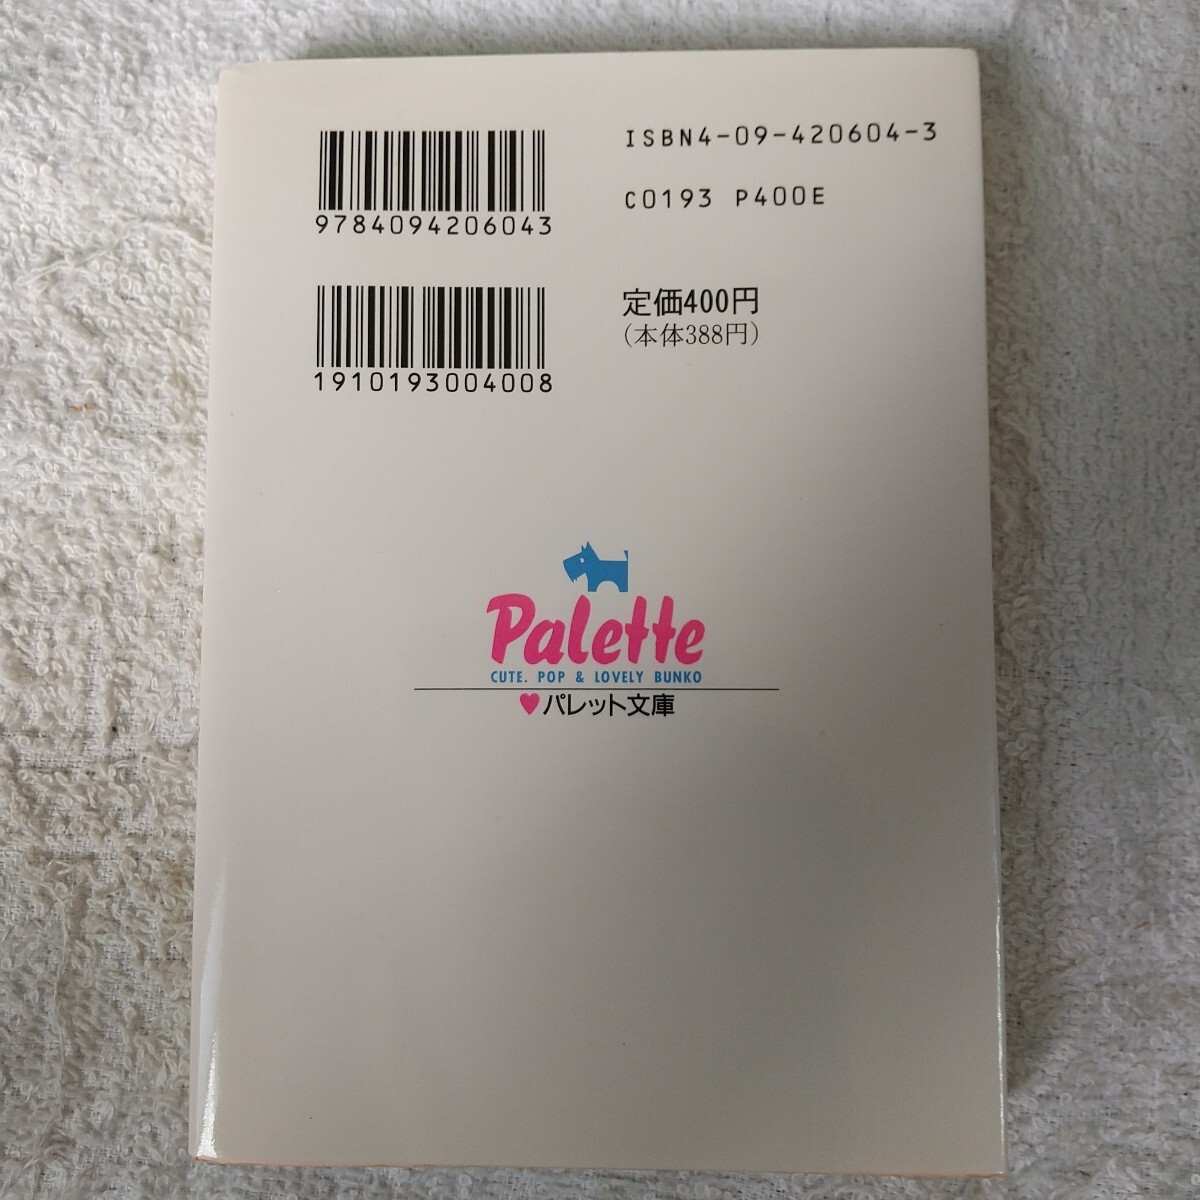 ISBN4-09-420604-3
9784094206043
C0193 P400E
定価400円
(本体388円)
1910193004008
Palette
CUTE. POP & LOVELY BUNKO
♥パレット文庫